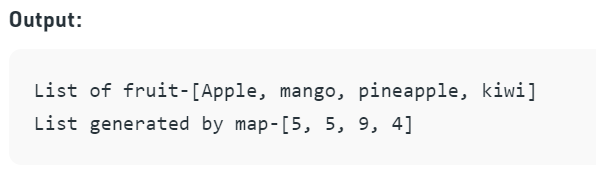 Output:
List of fruit-[Apple, mango, pineapple, kiwi]
List generated by map-[5, 5, 9, 4]